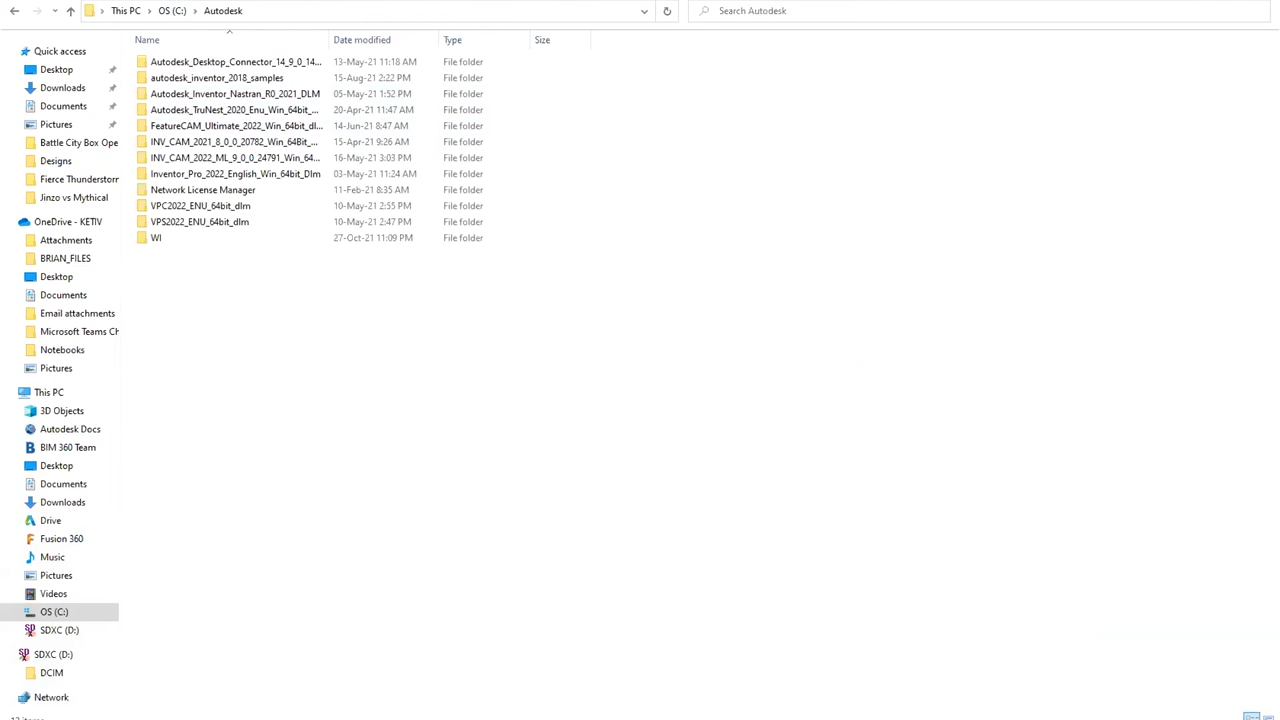 This PC > OS (C:) > Autodesk
Search Autodesk
Name Date modified Type Size
Quick access
Desktop
Downloads
Documents
Pictures
Battle City Box Ope
Designs
Fierce Thunderstorr
Jinzo vs Mythical
OneDrive - KETIV
Attachments
BRIAN_FILES
Desktop
Documents
Email attachments
Microsoft Teams Ch
Notebooks
Pictures
This PC
3D Objects
Autodesk Docs
BIM 360 Team
Desktop
Documents
Downloads
Drive
Fusion 360
Music
Pictures
Videos
OS (C:)
SDXC (D:)
SDXC (D:)
DCIM
Network
Autodesk_Desktop_Connector_14_9_0_14... 13-May-21 11:18 AM File folder
autodesk_inventor_2018_samples 15-Aug-21 2:22 PM File folder
Autodesk_Inventor_Nastran_R0_2021_DLM 05-May-21 1:52 PM File folder
Autodesk_TruNest_2020_Enu_Win_64bit_... 20-Apr-21 11:47 AM File folder
FeatureCAM_Ultimate_2022_Win_64bit_dl... 14-Jun-21 8:47 AM File folder
INV_CAM_2021_8_0_0_20782_Win_64Bit_... 15-Apr-21 9:26 AM File folder
INV_CAM_2022_ML_9_0_0_24791_Win_64... 16-May-21 3:03 PM File folder
Inventor_Pro_2022_English_Win_64bit_Dlm 03-May-21 11:24 AM File folder
Network License Manager 11-Feb-21 8:35 AM File folder
VPC2022_ENU_64bit_dlm 10-May-21 2:55 PM File folder
VPS2022_ENU_64bit_dlm 10-May-21 2:47 PM File folder
WI 27-Oct-21 11:09 PM File folder